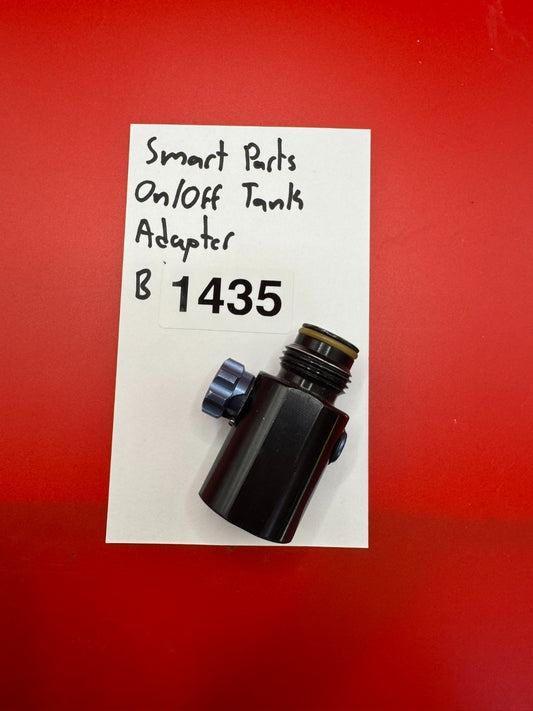 Smart Parts
On/Off Tank
Adapter
B 1435